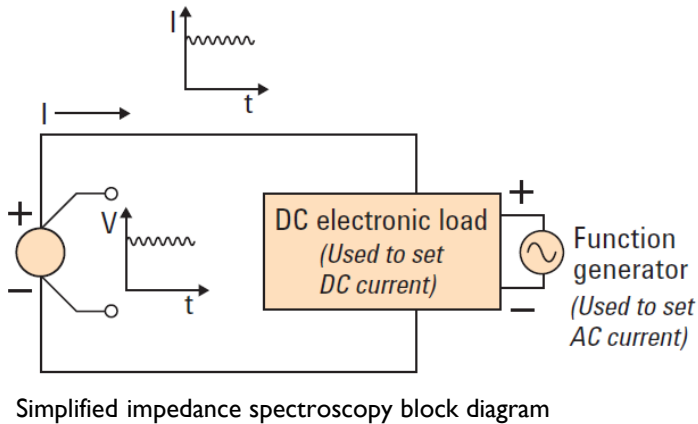 I
t
I
+
V
t
−
DC electronic load
(Used to set
DC current)
+
−
Function
generator
(Used to set
AC current)
Simplified impedance spectroscopy block diagram